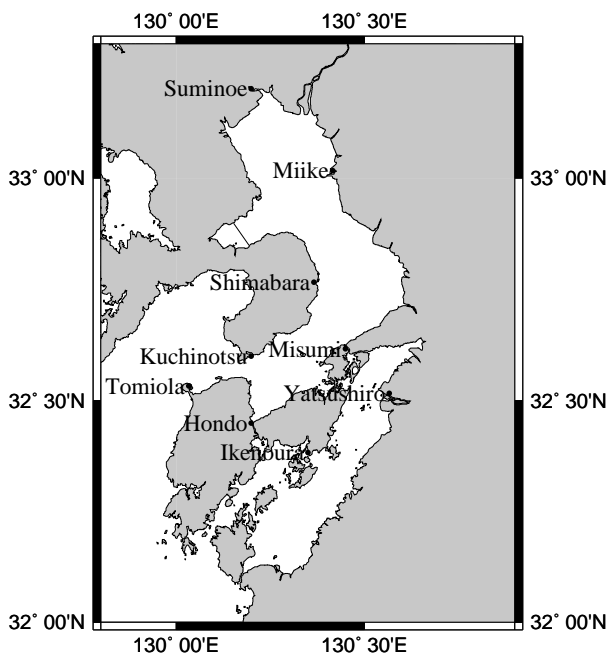 130° 00'E 130° 30'E
Suminoe
Miike
33° 00'N 33° 00'N
Shimabara
Misumi
Kuchinotsu
Tomiola
Yatsushiro
32° 30'N 32° 30'N
Hondo
Ikenoura
32° 00'N 32° 00'N
130° 00'E 130° 30'E